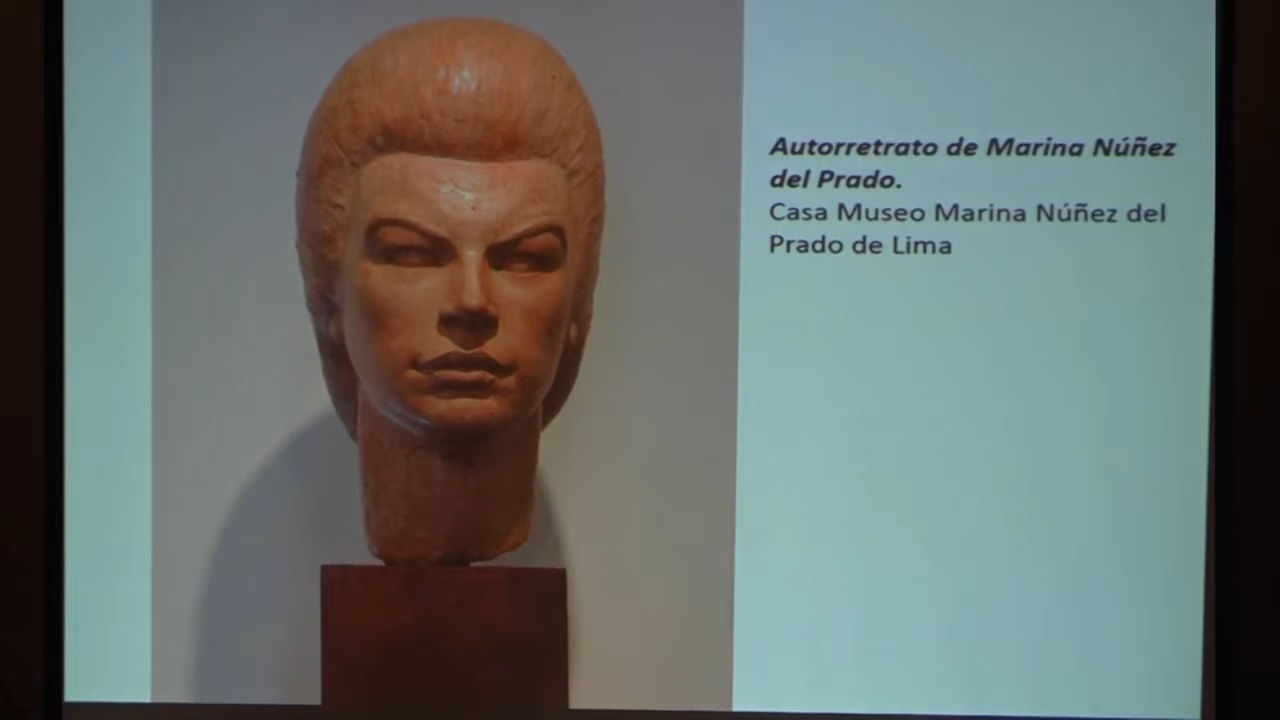 Autorretrato de Marina Núñez
del Prado.
Casa Museo Marina Núñez del
Prado de Lima